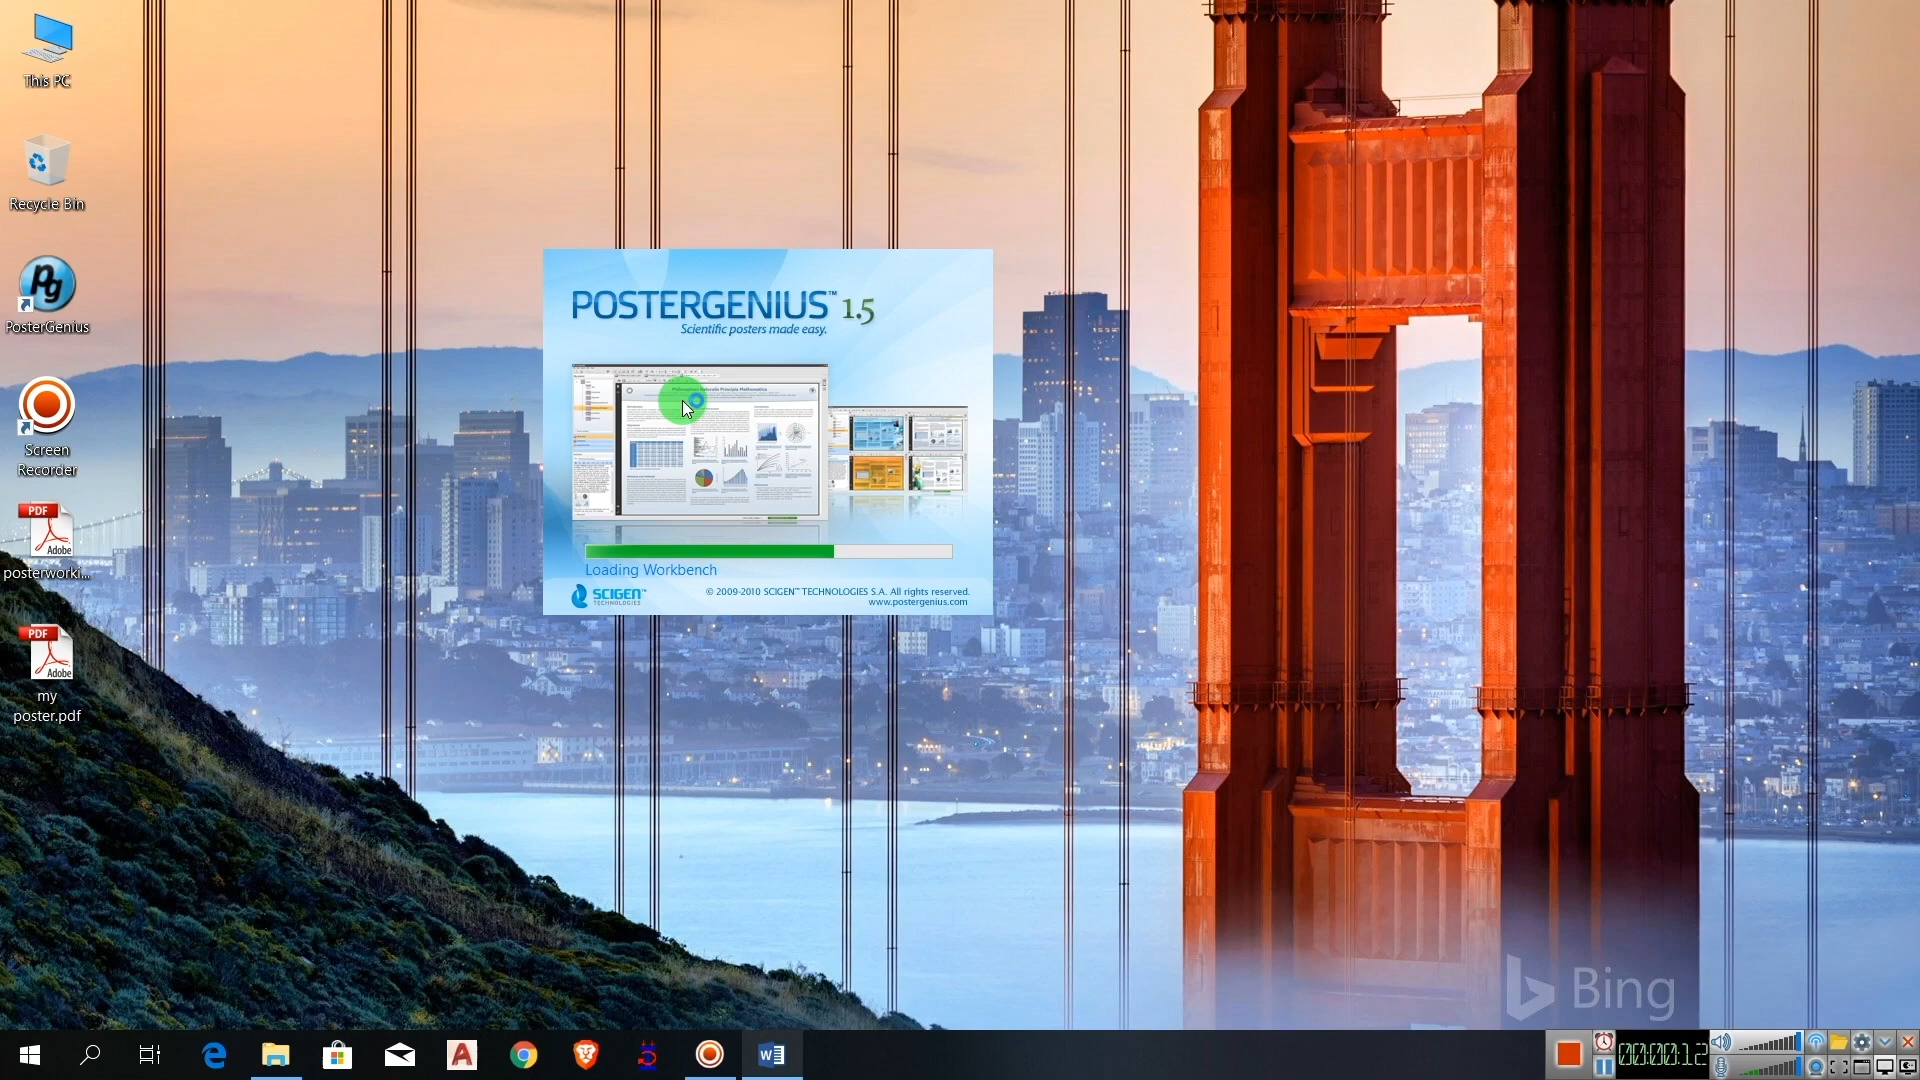 This PC
Recycle Bin
PosterGenius
Screen
Recorder
PDF
Adobe
posterworki...
PDF
Adobe
my
poster.pdf
POSTERGENIUS™ 1.5
Scientific posters made easy.
Loading Workbench
SCIGEN™
TECHNOLOGIES
© 2009-2010 SCIGEN™ TECHNOLOGIES S.A. All rights reserved.
www.postergenius.com
Bing
00:00:12